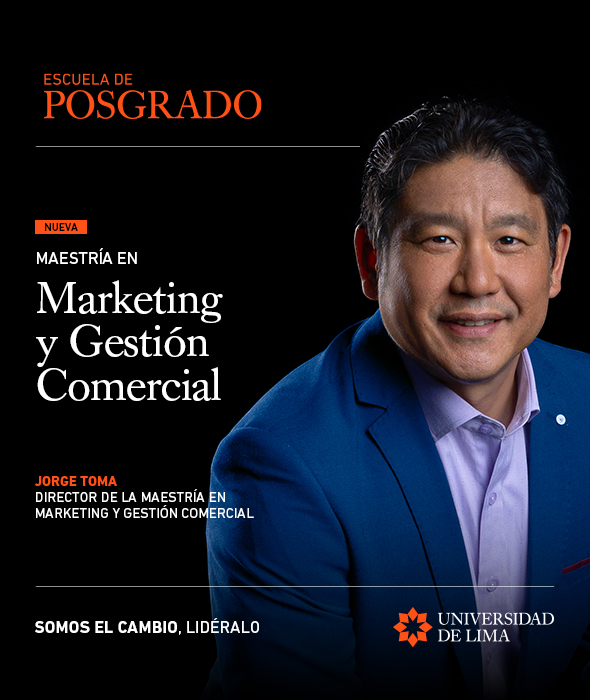 ESCUELA DE
POSGRADO
NUEVA
MAESTRÍA EN
Marketing
y Gestión
Comercial
JORGE TOMA
DIRECTOR DE LA MAESTRÍA EN
MARKETING Y GESTIÓN COMERCIAL
SOMOS EL CAMBIO, LIDÉRALO
UNIVERSIDAD
DE LIMA